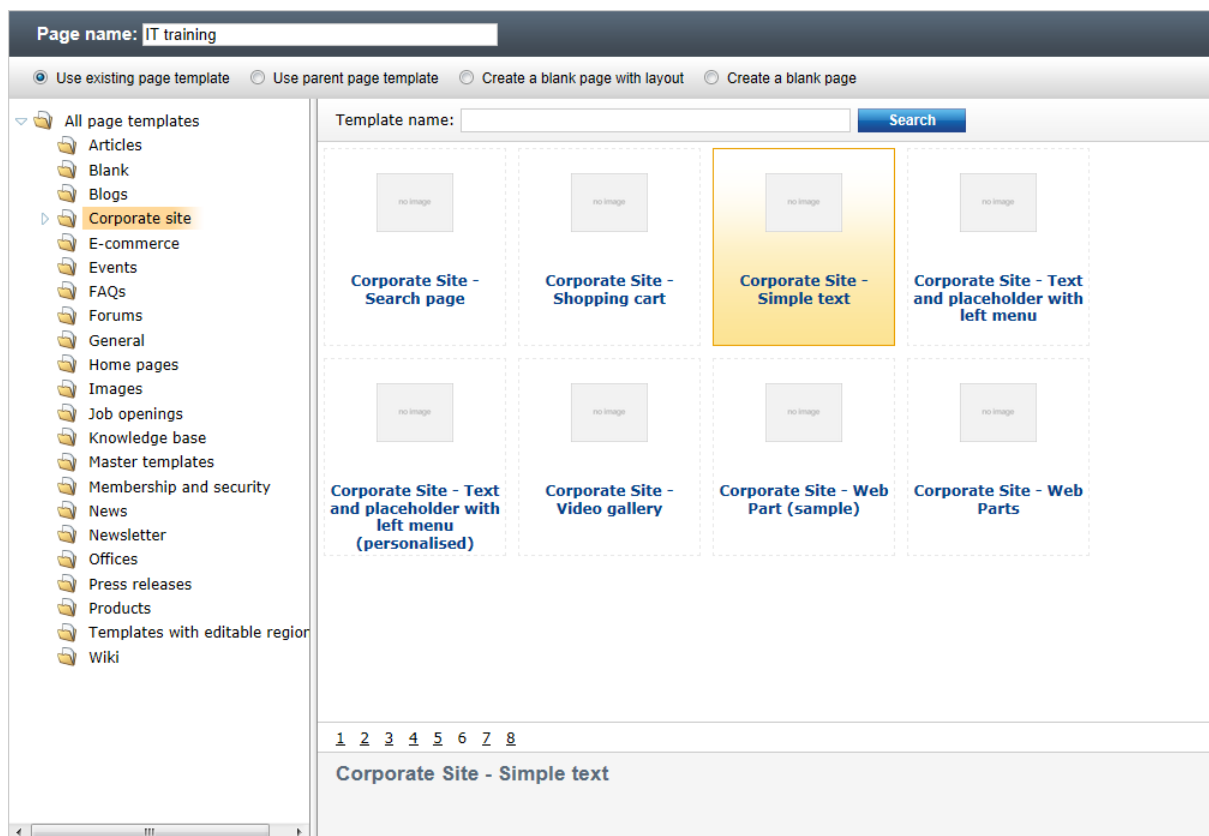 Page name: IT training
Use existing page template Use parent page template Create a blank page with layout Create a blank page
All page templates
Articles
Blank
Blogs
Corporate site
E-commerce
Events
FAQs
Forums
General
Home pages
Images
Job openings
Knowledge base
Master templates
Membership and security
News
Newsletter
Offices
Press releases
Products
Templates with editable region
Wiki
Template name: Search
no image
Corporate Site -
Search page
no image
Corporate Site -
Shopping cart
no image
Corporate Site -
Simple text
no image
Corporate Site - Text
and placeholder with
left menu
no image
Corporate Site - Text
and placeholder with
left menu
(personalised)
no image
Corporate Site -
Video gallery
no image
Corporate Site - Web
Part (sample)
no image
Corporate Site - Web
Parts
1 2 3 4 5 6 7 8
Corporate Site - Simple text